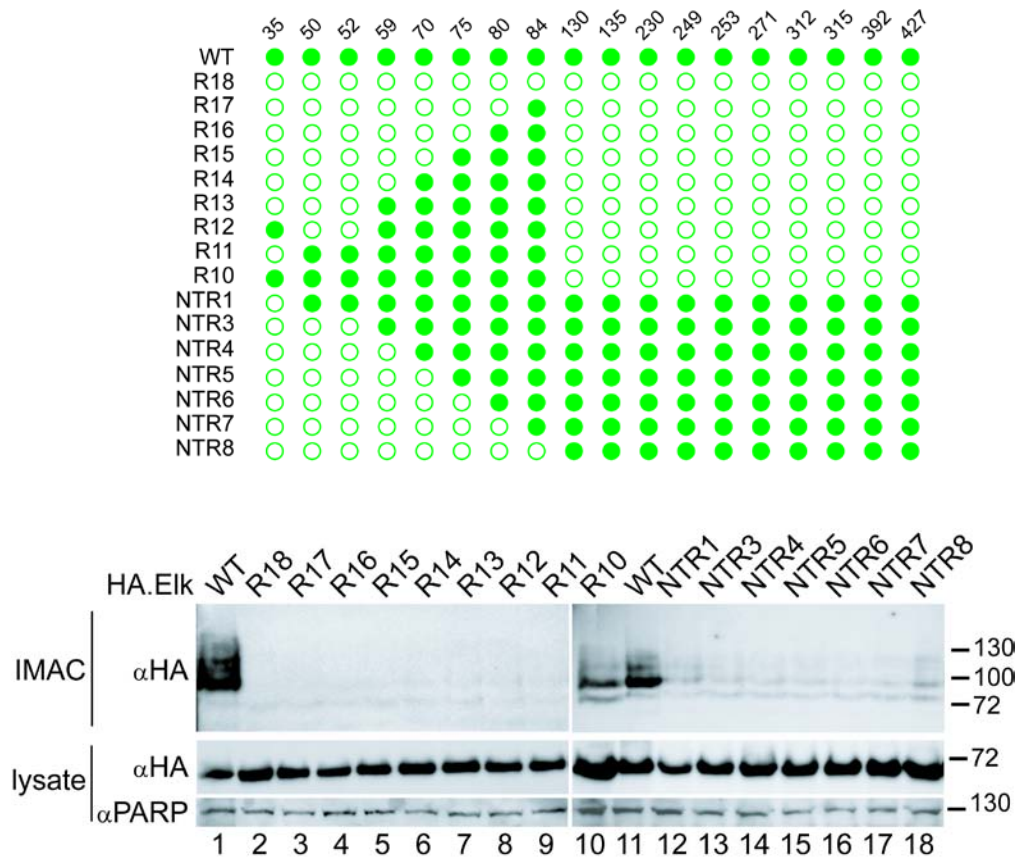 35 50 52 59 70 75 80 84 130 135 230 249 253 271 312 315 392 427
WT
R18
R17
R16
R15
R14
R13
R12
R11
R10
NTR1
NTR3
NTR4
NTR5
NTR6
NTR7
NTR8
HA.Elk WT R18 R17 R16 R15 R14 R13 R12 R11 R10 WT NTR1 NTR3 NTR4 NTR5 NTR6 NTR7 NTR8
IMAC αHA
130
100
72
lysate
αHA 72
αPARP 130
1 2 3 4 5 6 7 8 9 10 11 12 13 14 15 16 17 18